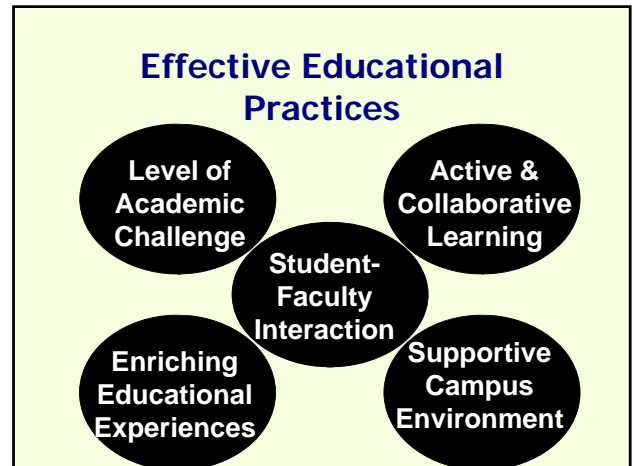 Effective Educational
Practices
Level of
Academic
Challenge
Active &
Collaborative
Learning
Student-
Faculty
Interaction
Enriching
Educational
Experiences
Supportive
Campus
Environment